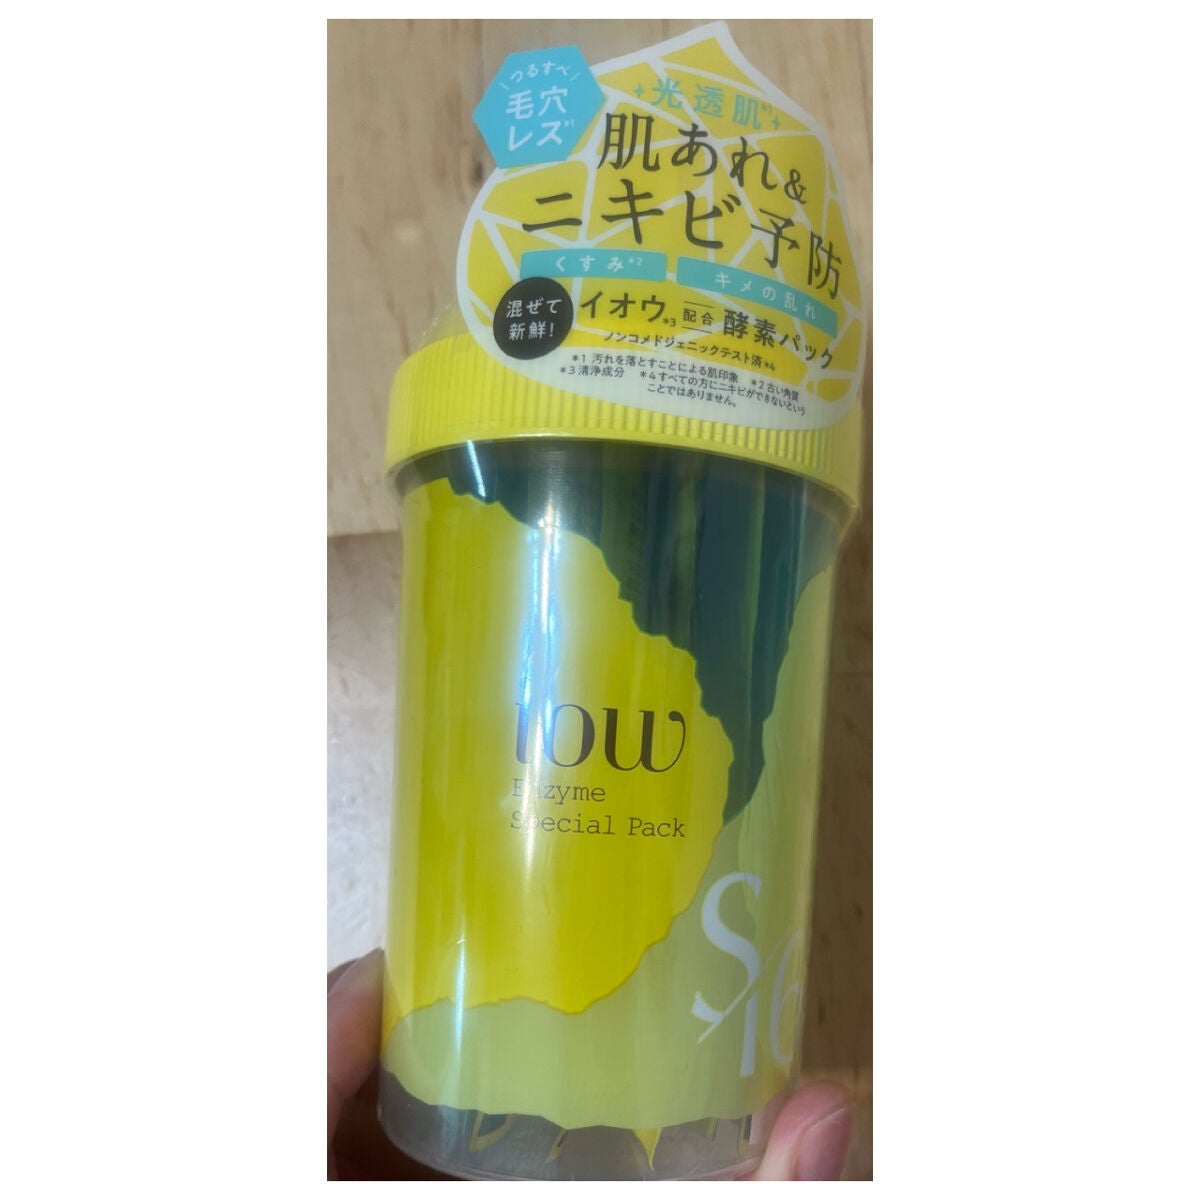 \つるすべ/
毛穴
レス*1
光透肌*1
肌あれ&
ニキビ予防
くすみ*2
キメの乱れ
混ぜて
新鮮!
イオウ*3 配合 酵素パック
ノンコメドジェニックテスト済*4
*1 汚れを落とすことによる肌印象 *2 古い角質
*3 清浄成分 *4 すべての方にニキビができないという
ことではありません。
iow
Enzyme
Special Pack
S/16